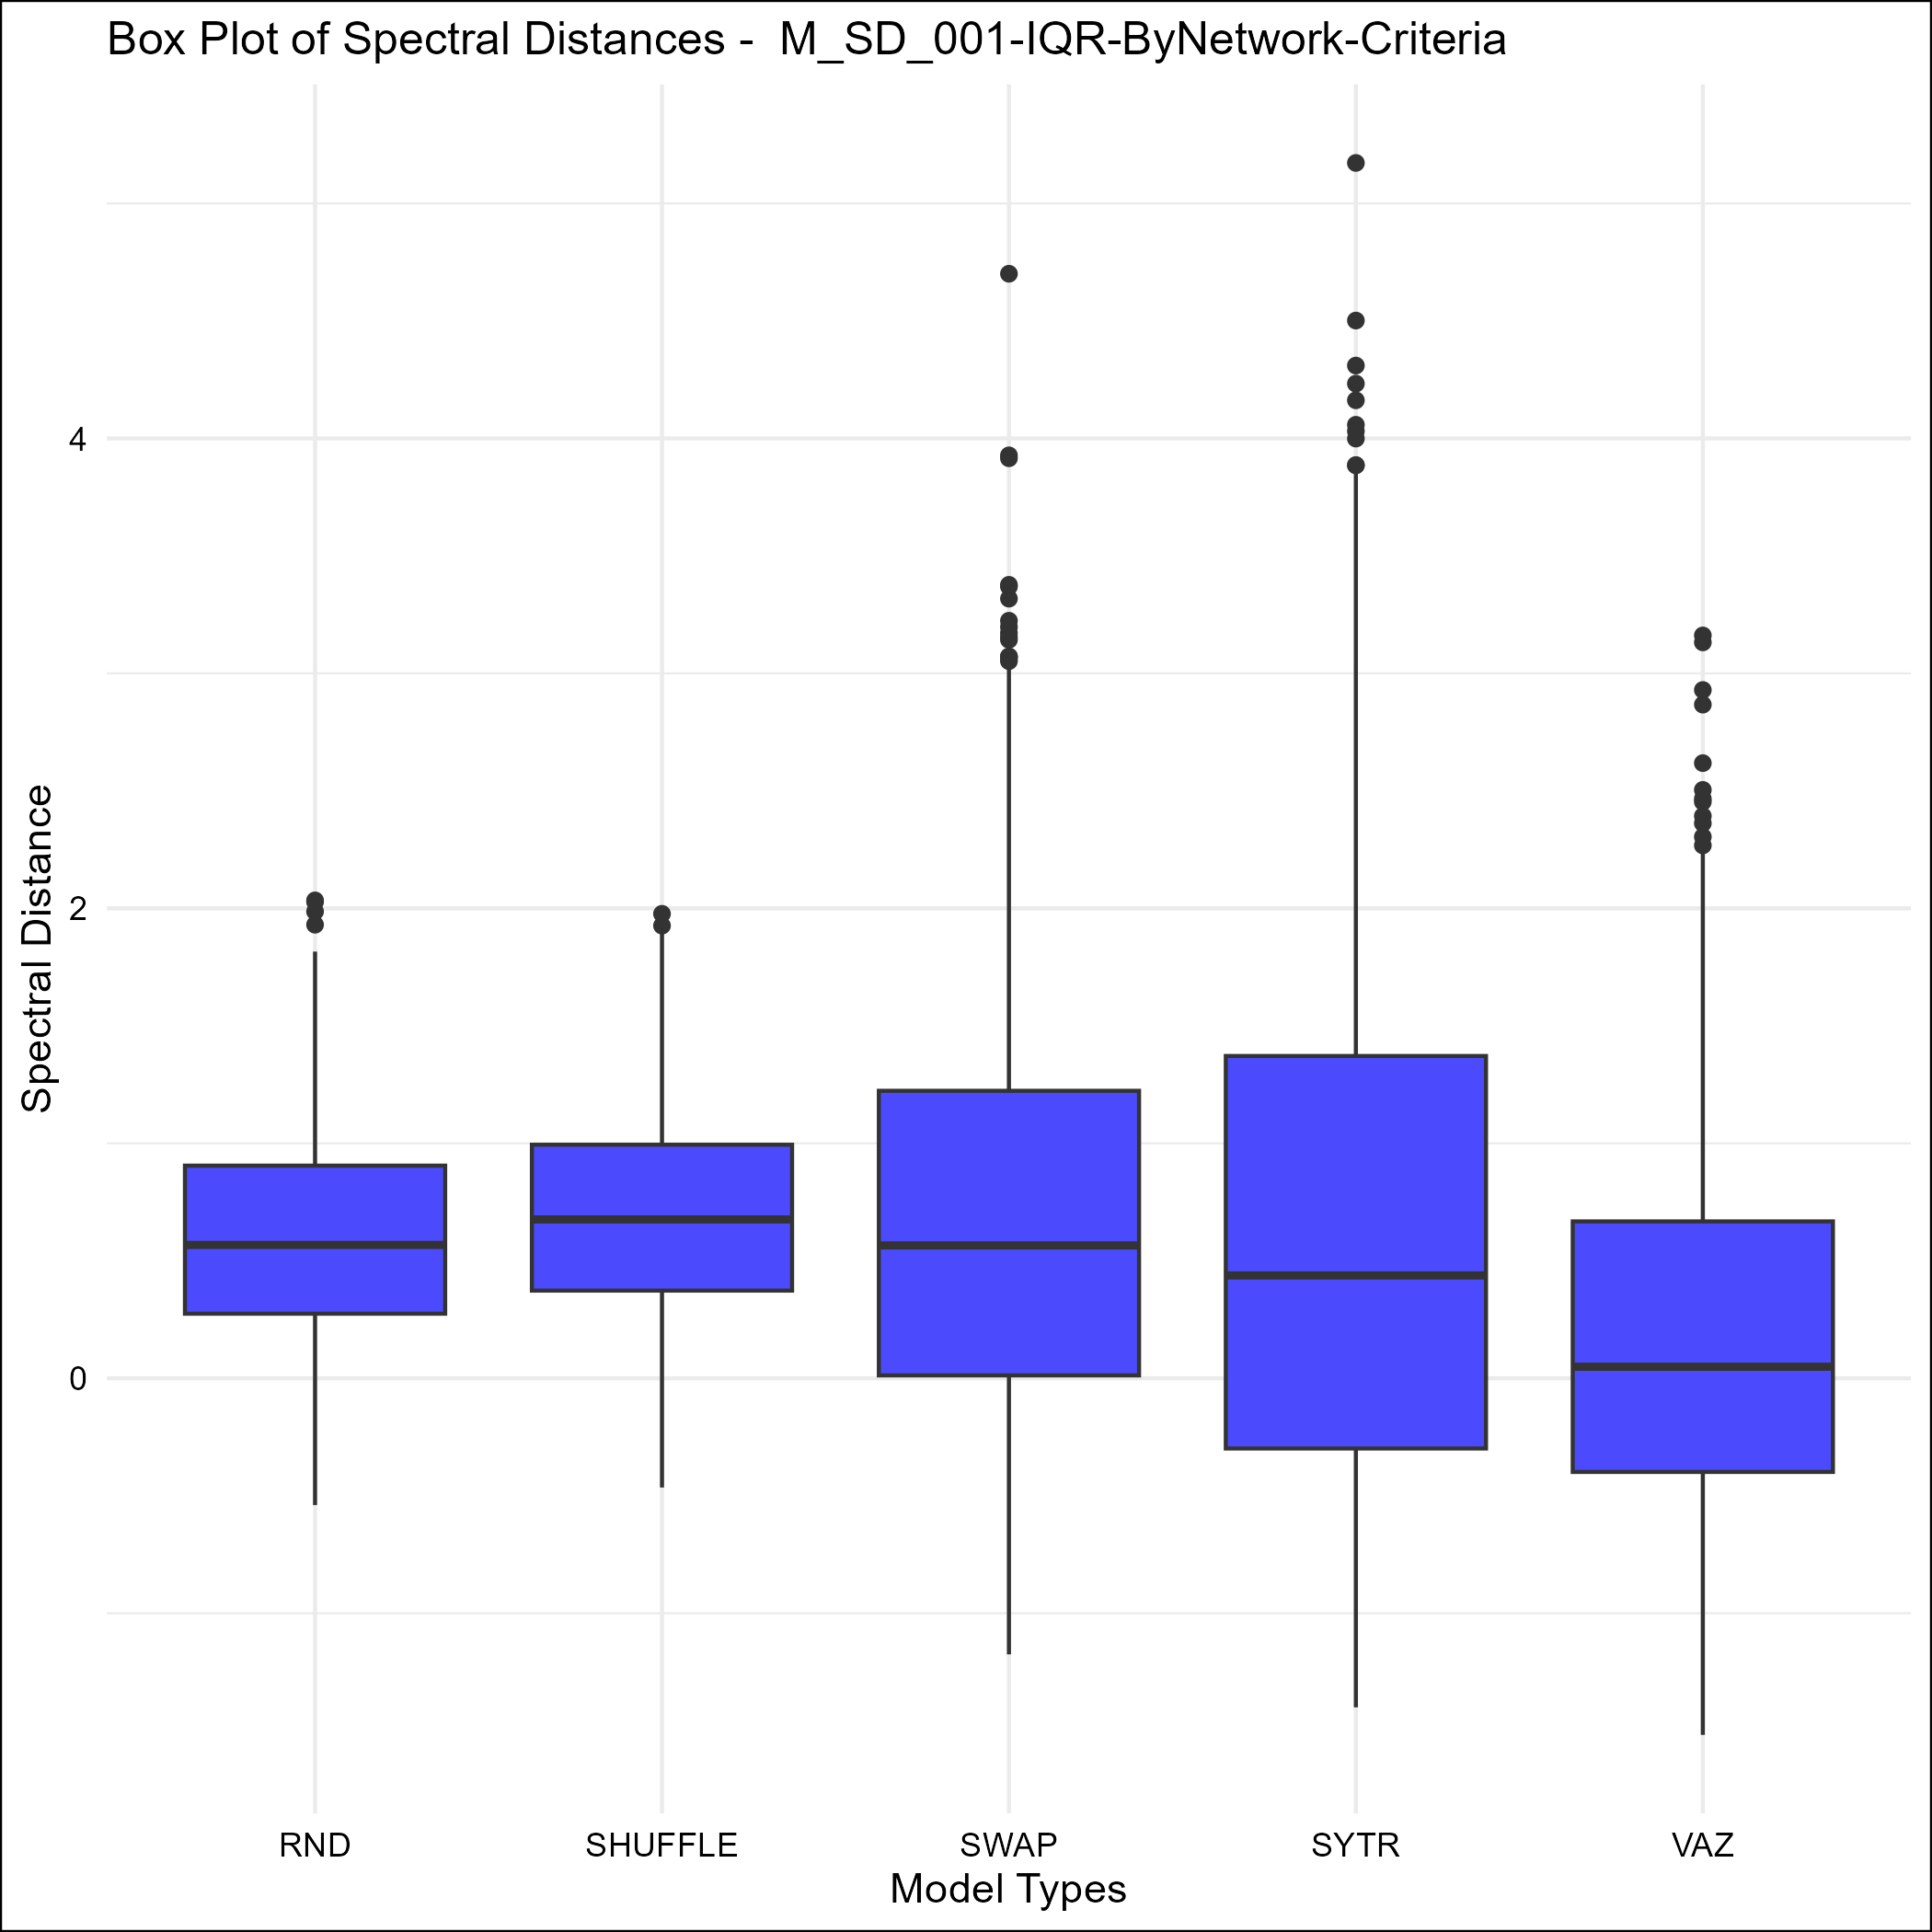 Box Plot of Spectral Distances -  M_SD_001-IQR-ByNetwork-Criteria
Spectral Distance
4
2
0
RND SHUFFLE SWAP SYTR VAZ
Model Types